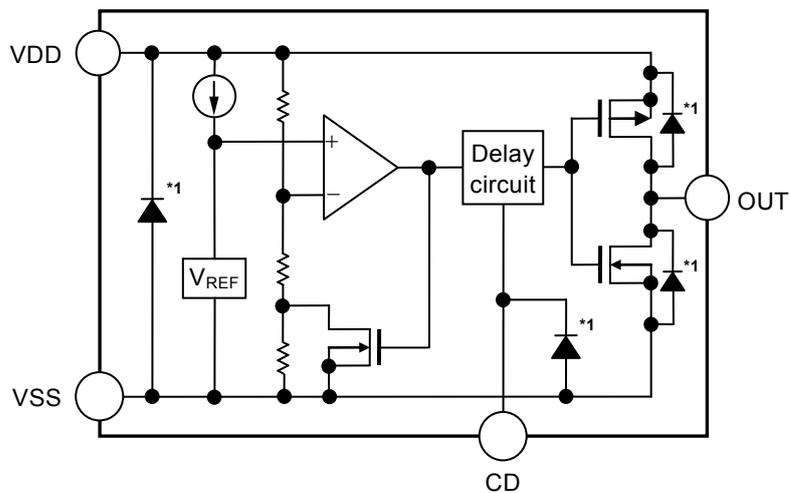 VDD
*1
+
Delay
circuit
*1
*1
−
OUT
VREF
*1
*1
VSS
CD